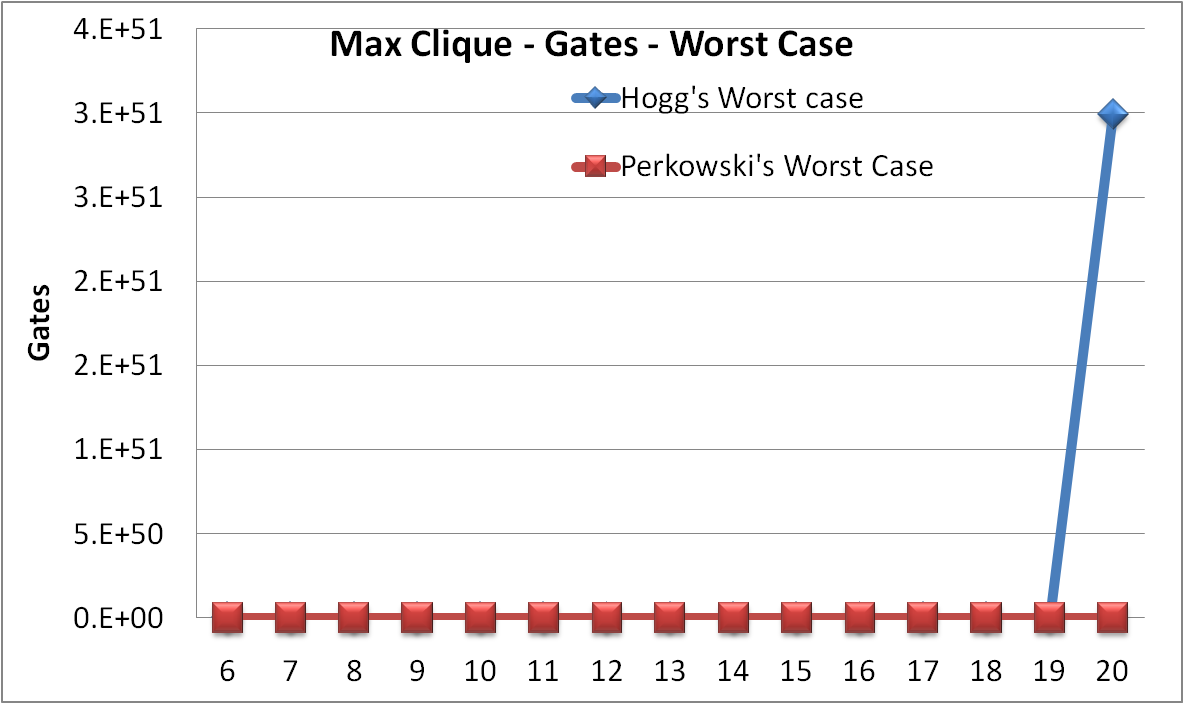 Max Clique - Gates - Worst Case
Hogg's Worst case
Perkowski's Worst Case
Gates
4.E+51
3.E+51
3.E+51
2.E+51
2.E+51
1.E+51
5.E+50
0.E+00
6 7 8 9 10 11 12 13 14 15 16 17 18 19 20